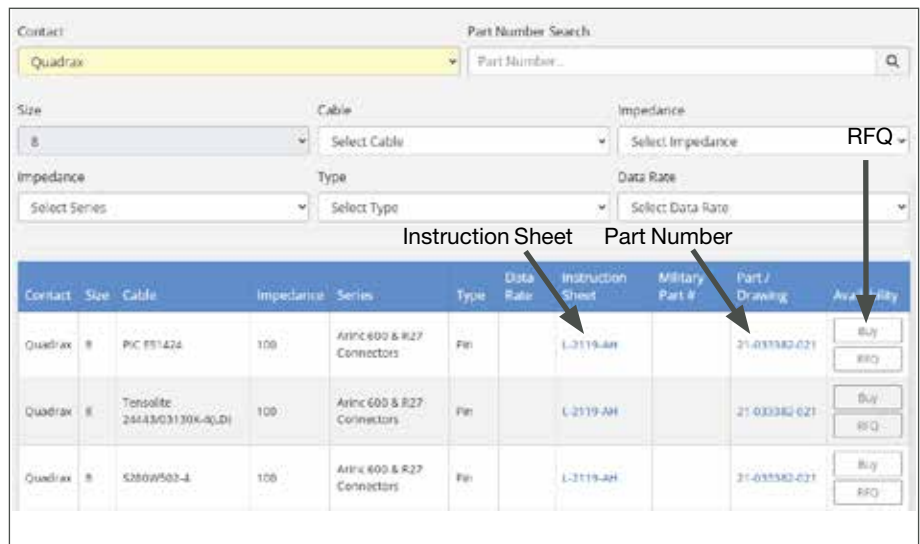 Contact Part Number Search
Quadrax Part Number...
Size Cable Impedance
8 Select Cable Select Impedance RFQ
Impedance Type Data Rate
Select Series Select Type Select Data Rate
Instruction Sheet Part Number
Contact Size Cable Impedance Series Type Data Rate Instruction Sheet Military Part # Part / Drawing Availability
Quadrax 8 PIC E51424 100 Arinc 600 & R27 Connectors Pin L-2119-AH 21-033382-021 Buy
RFQ
Quadrax 8 Tensolite 100 Arinc 600 & R27 Connectors Pin L-2119-AH 21-033382-021 Buy
RFQ
Quadrax 8 S280W502-4 100 Arinc 600 & R27 Connectors Pin L-2119-AH 21-033382-021 Buy
RFQ